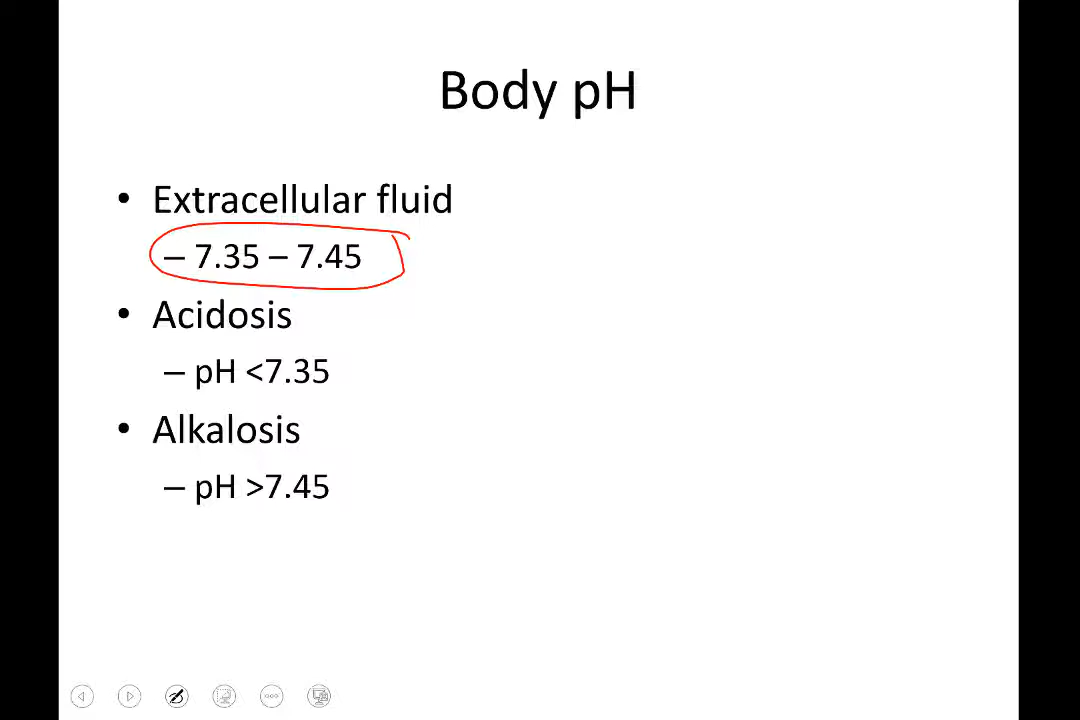 Body pH
• Extracellular fluid
– 7.35 – 7.45
• Acidosis
– pH <7.35
• Alkalosis
– pH >7.45